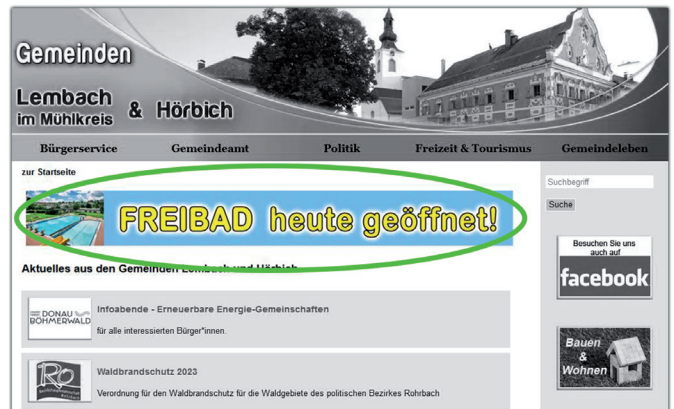 Gemeinden
Lembach
im Mühlkreis & Hörbich
Bürgerservice Gemeindeamt Politik Freizeit & Tourismus Gemeindeleben
zur Startseite
Suchbegriff
Suche
FREIBAD heute geöffnet!
Aktuelles aus den Gemeinden Lembach und Hörbich
Besuchen Sie uns
auch auf
facebook
DONAU
BÖHMERWALD
Infoabende - Erneuerbare Energie-Gemeinschaften
für alle interessierten Bürger*innen.
Bauen
&
Wohnen
RO
Waldbrandschutz 2023
Verordnung für den Waldbrandschutz für die Waldgebiete des politischen Bezirkes Rohrbach